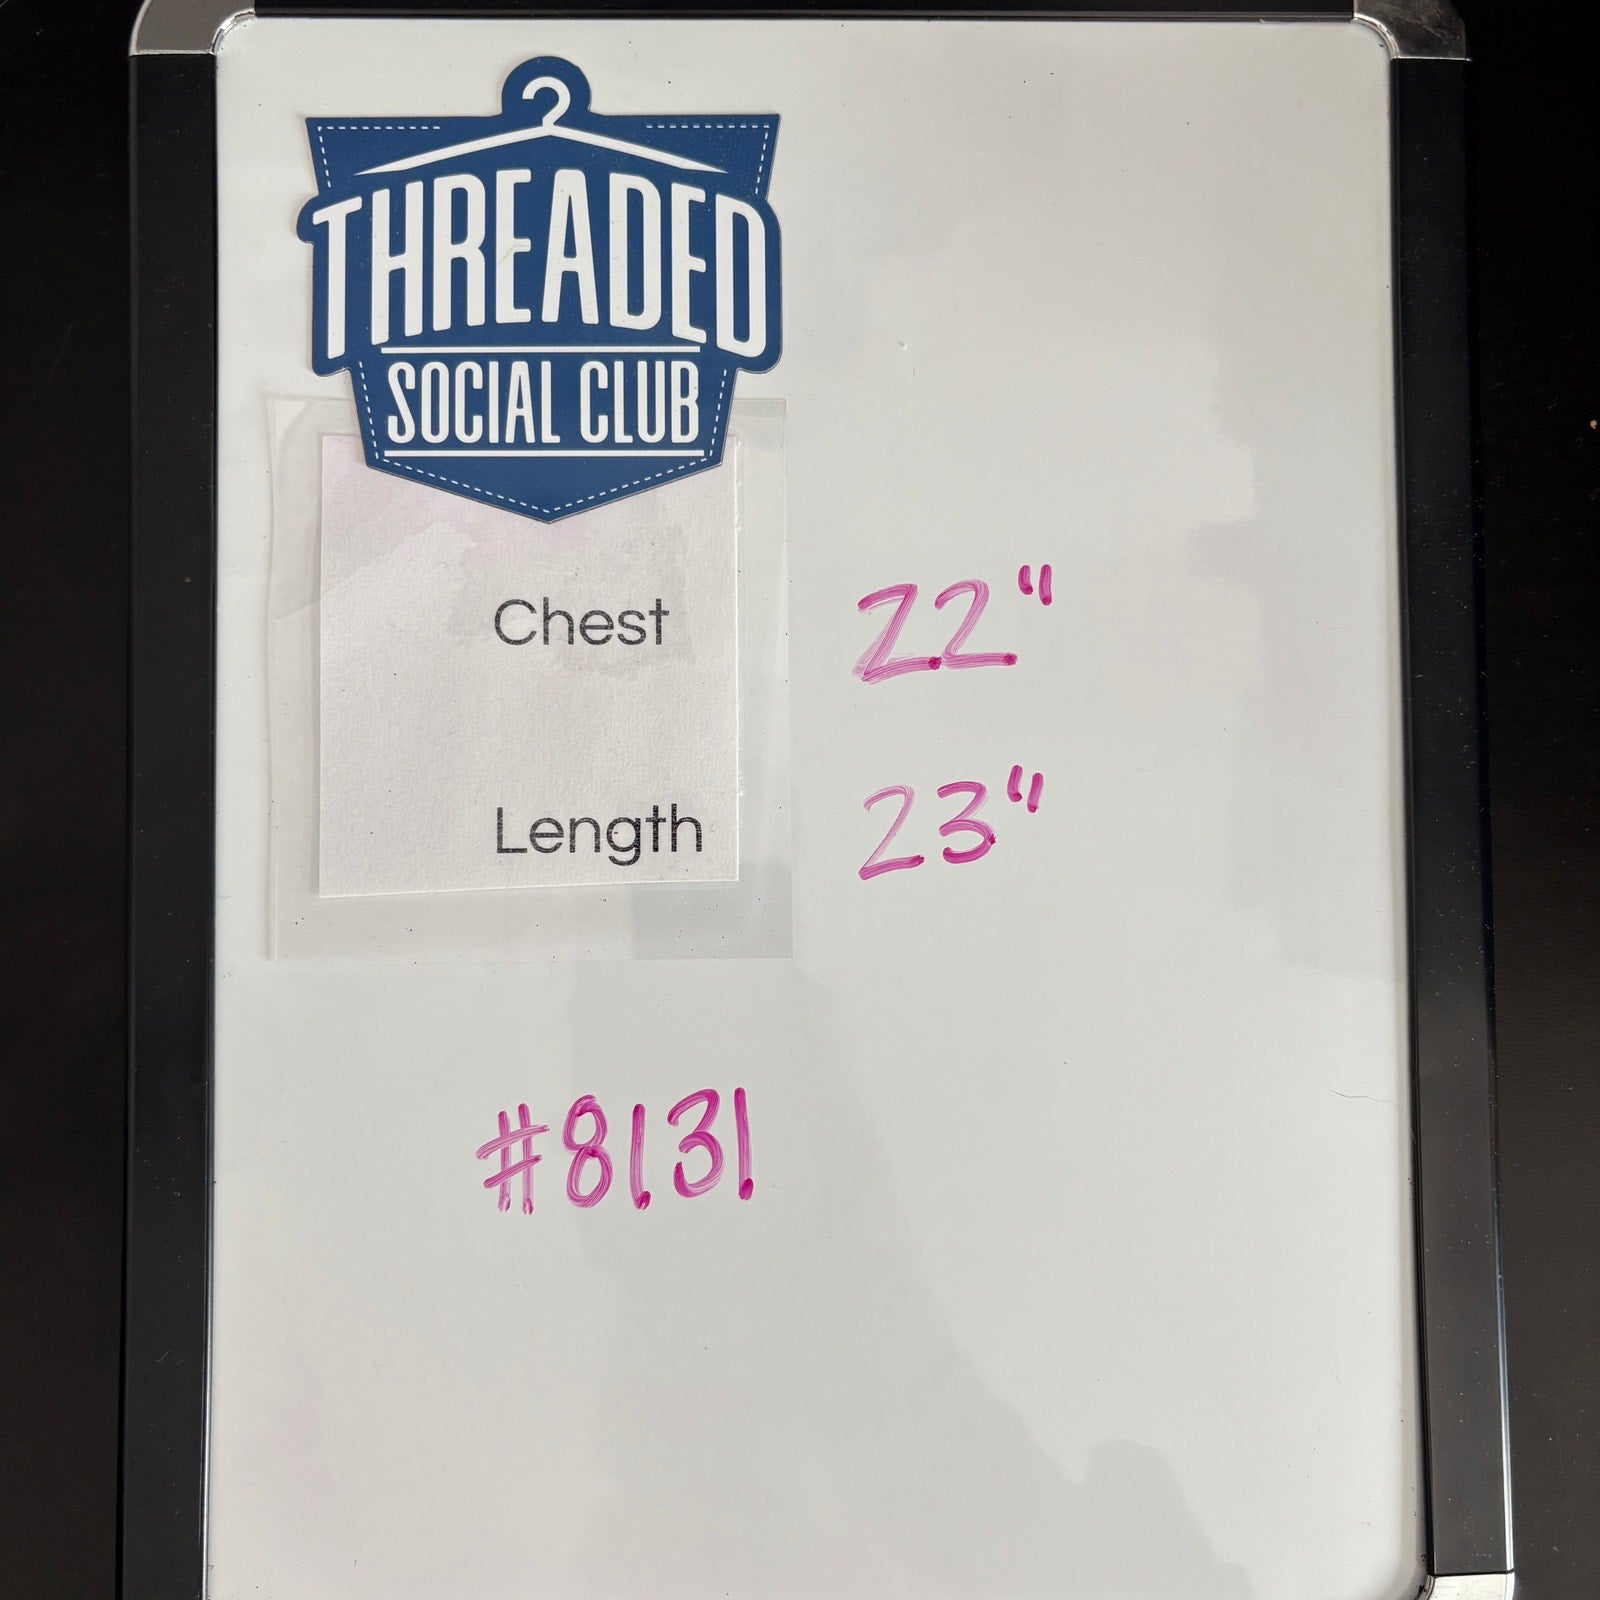 THREADED
SOCIAL CLUB
Chest 22"
Length 23"
#8131